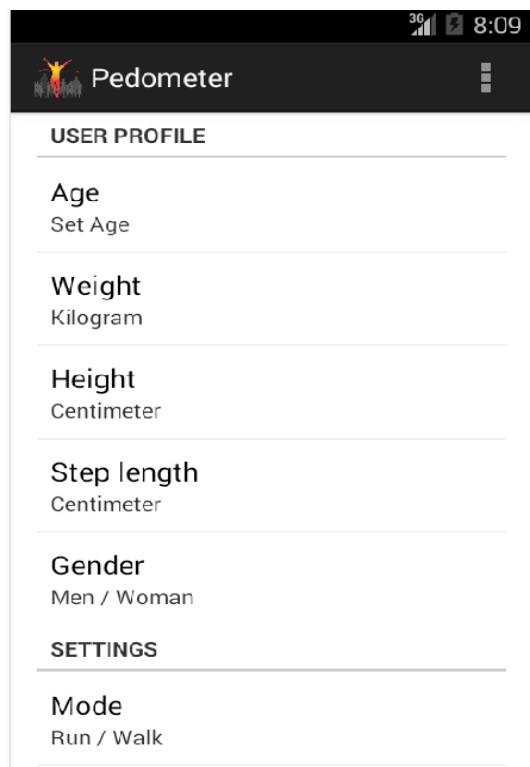 3G 8:09
Pedometer
USER PROFILE
Age
Set Age
Weight
Kilogram
Height
Centimeter
Step length
Centimeter
Gender
Men / Woman
SETTINGS
Mode
Run / Walk